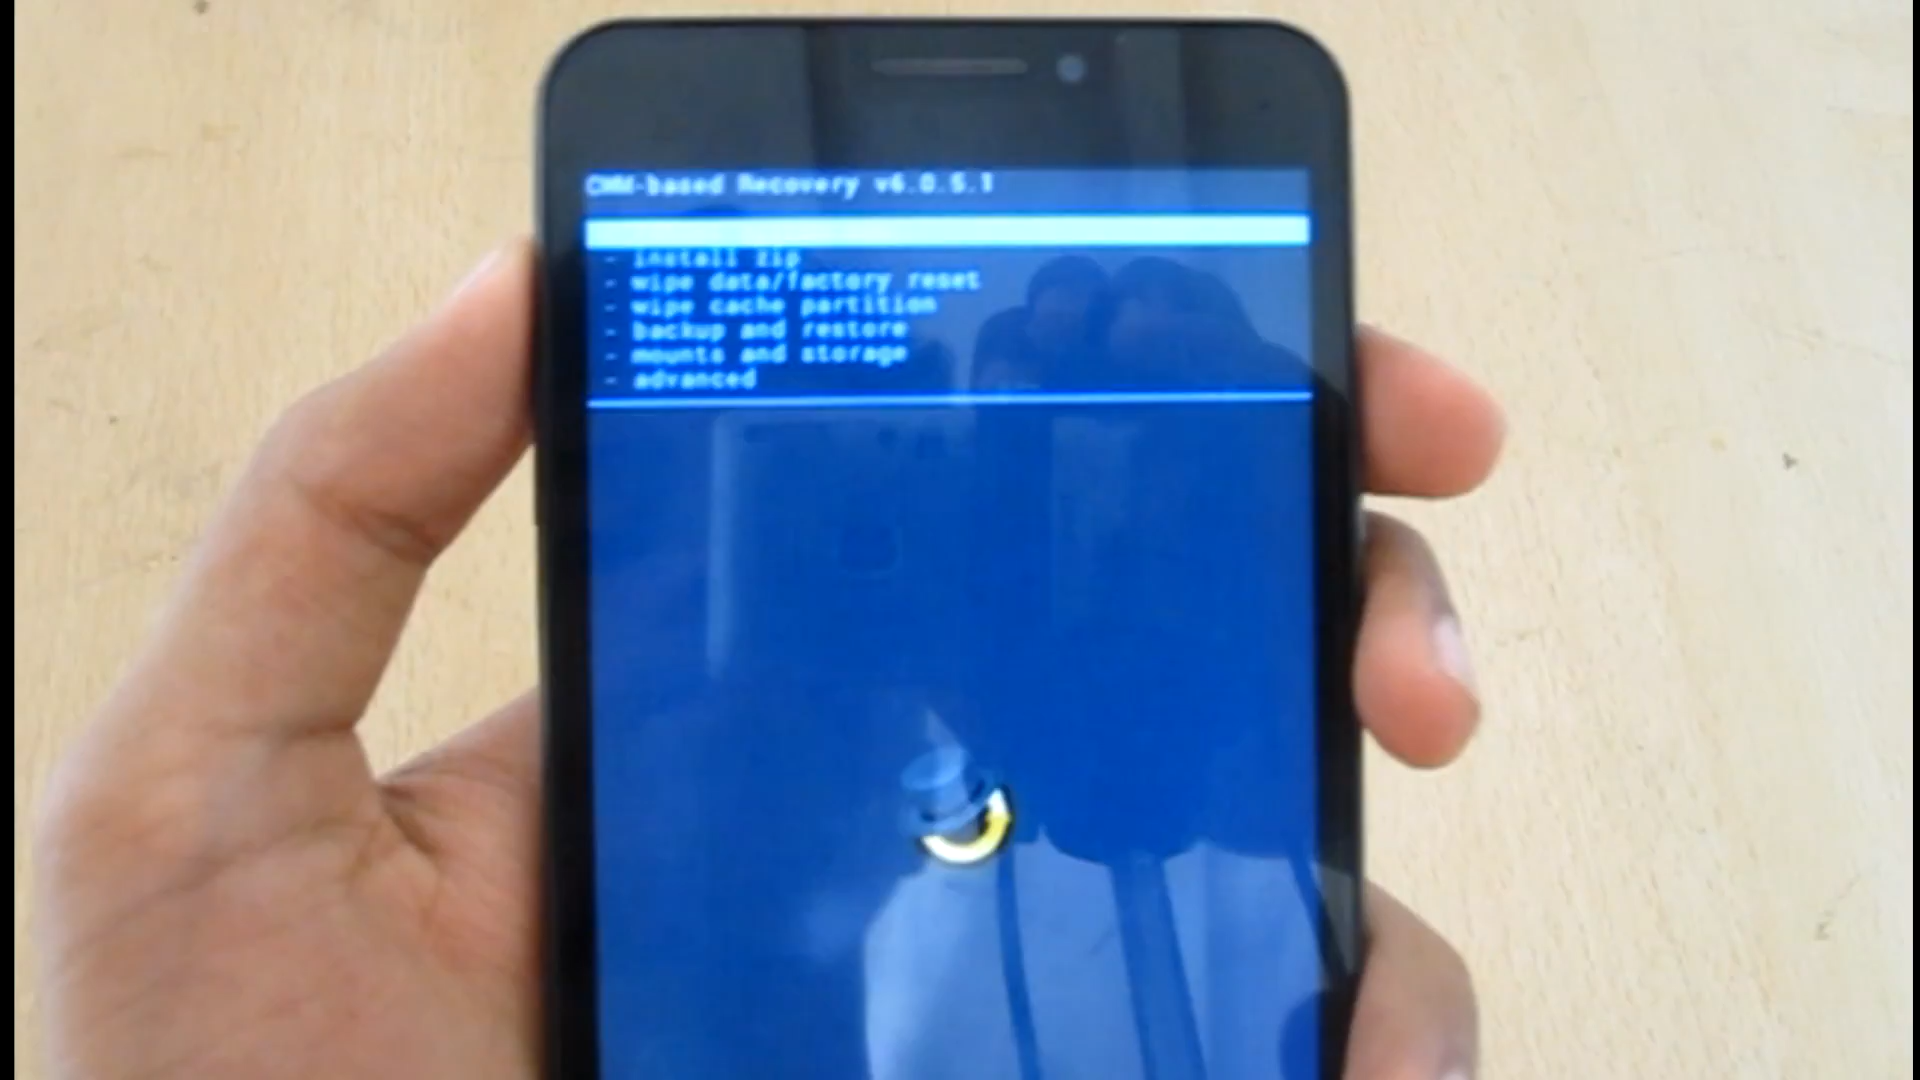 CWM-based Recovery v6.0.5.1
- install zip
- wipe data/factory reset
- wipe cache partition
- backup and restore
- mounts and storage
- advanced